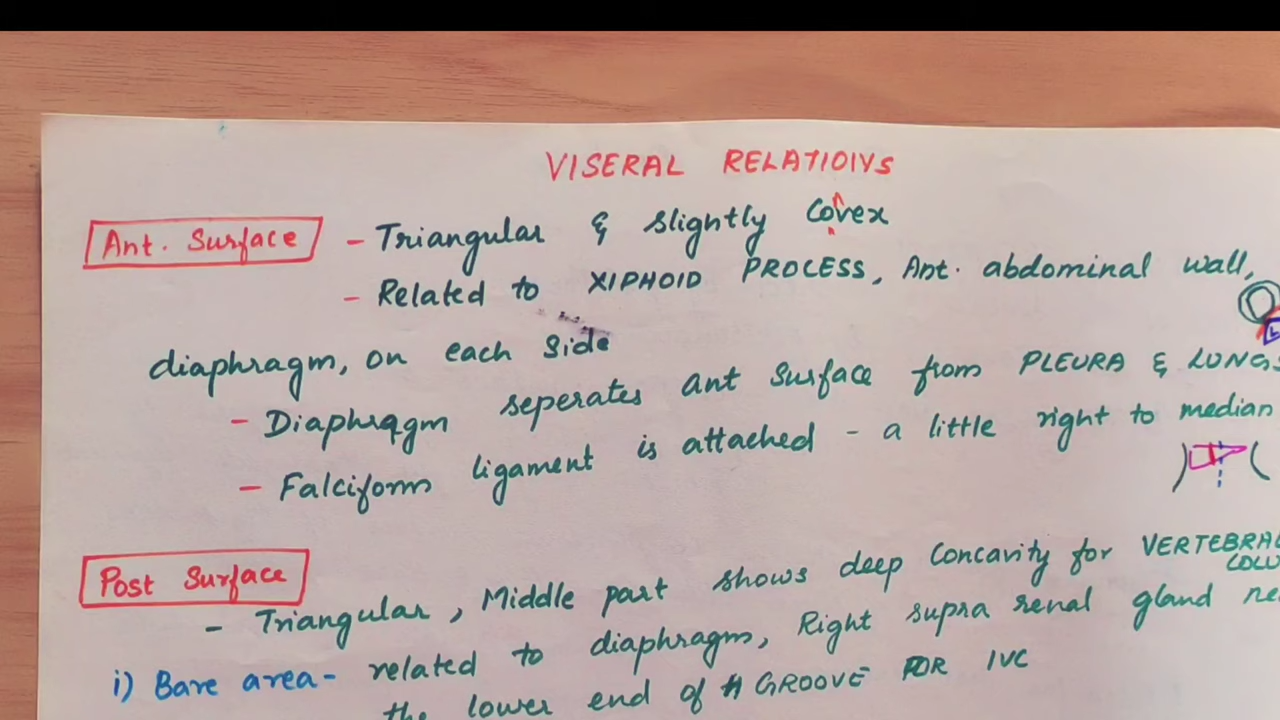 VISERAL RELATIONS
Ant. Surface - Triangular & slightly Covex
- Related to XIPHOID PROCESS, Ant. abdominal wall,
diaphragm, on each side
- Diaphragm seperates ant surface from PLEURA & LUNGS
- Falciform ligament is attached - a little right to median
Post Surface
- Triangular, Middle part shows deep Concavity for VERTEBRAL
i) Bare area - related to diaphragm, Right supra renal gland
the lower end of GROOVE FOR IVC